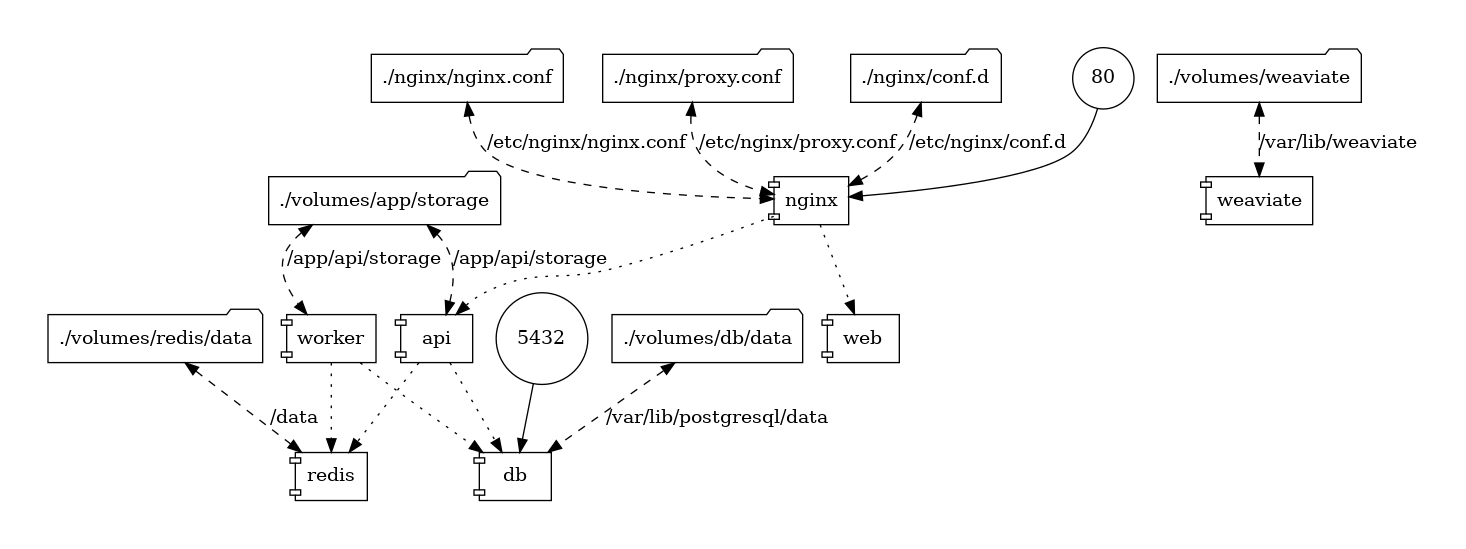 ./nginx/nginx.conf
./nginx/proxy.conf
./nginx/conf.d
80
./volumes/weaviate
/etc/nginx/nginx.conf
/etc/nginx/proxy.conf
/etc/nginx/conf.d
/var/lib/weaviate
./volumes/app/storage
nginx
weaviate
/app/api/storage
/app/api/storage
./volumes/redis/data
worker
api
5432
./volumes/db/data
web
/data
/var/lib/postgresql/data
redis
db